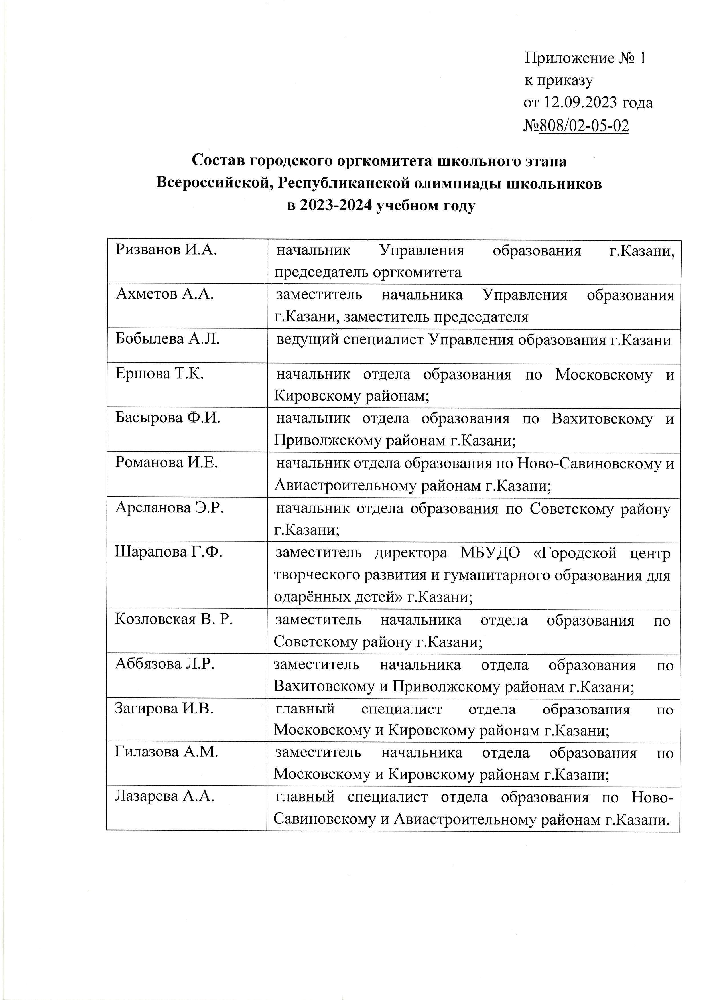 Приложение № 1
к приказу
от 12.09.2023 года
№808/02-05-02
Состав городского оргкомитета школьного этапа
Всероссийской, Республиканской олимпиады школьников
в 2023-2024 учебном году
Ризванов И.А.
начальник Управления образования г.Казани,
председатель оргкомитета
Ахметов А.А.
заместитель начальника Управления образования
г.Казани, заместитель председателя
Бобылева А.Л.
ведущий специалист Управления образования г.Казани
Ершова Т.К.
начальник отдела образования по Московскому и
Кировскому районам;
Басырова Ф.И.
начальник отдела образования по Вахитовскому и
Приволжскому районам г.Казани;
Романова И.Е.
начальник отдела образования по Ново-Савиновскому и
Авиастроительному районам г.Казани;
Арсланова Э.Р.
начальник отдела образования по Советскому району
г.Казани;
Шарапова Г.Ф.
заместитель директора МБУДО «Городской центр
творческого развития и гуманитарного образования для
одарённых детей» г.Казани;
Козловская В. Р.
заместитель начальника отдела образования по
Советскому району г.Казани;
Аббязова Л.Р.
заместитель начальника отдела образования по
Вахитовскому и Приволжскому районам г.Казани;
Загирова И.В.
главный специалист отдела образования по
Московскому и Кировскому районам г.Казани;
Гилазова А.М.
заместитель начальника отдела образования по
Московскому и Кировскому районам г.Казани;
Лазарева А.А.
главный специалист отдела образования по Ново-
Савиновскому и Авиастроительному районам г.Казани.